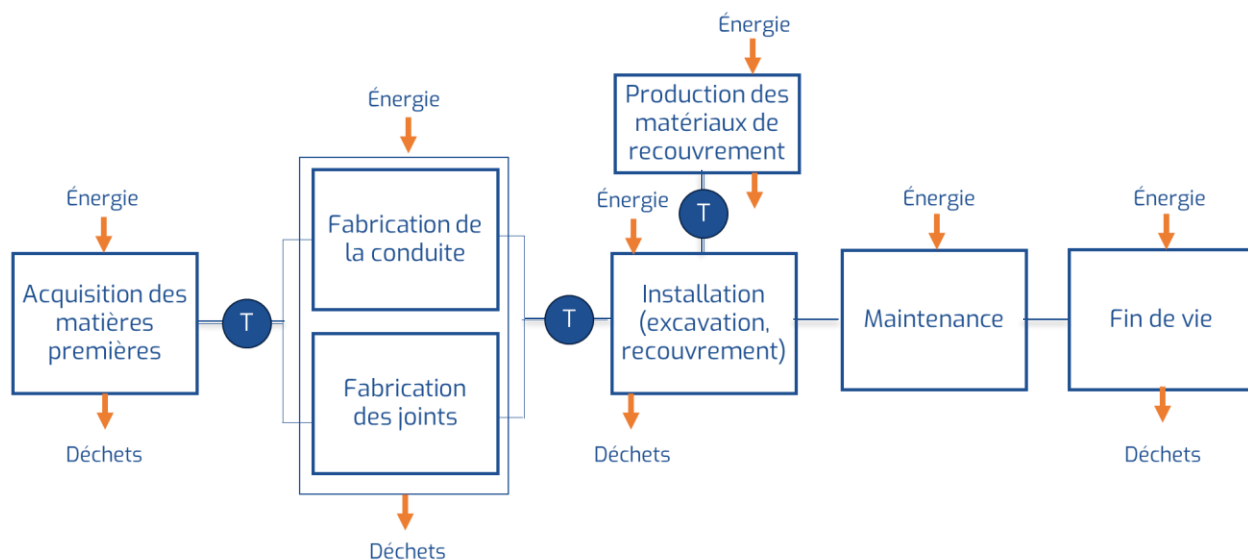 Énergie
Production des
matériaux de
recouvrement
Énergie
Fabrication de
la conduite
Fabrication
des joints
Déchets
Énergie
Acquisition des
matières
premières
Déchets
T
T
T
Énergie
Installation
(excavation,
recouvrement)
Déchets
Énergie
Maintenance
Énergie
Fin de vie
Déchets